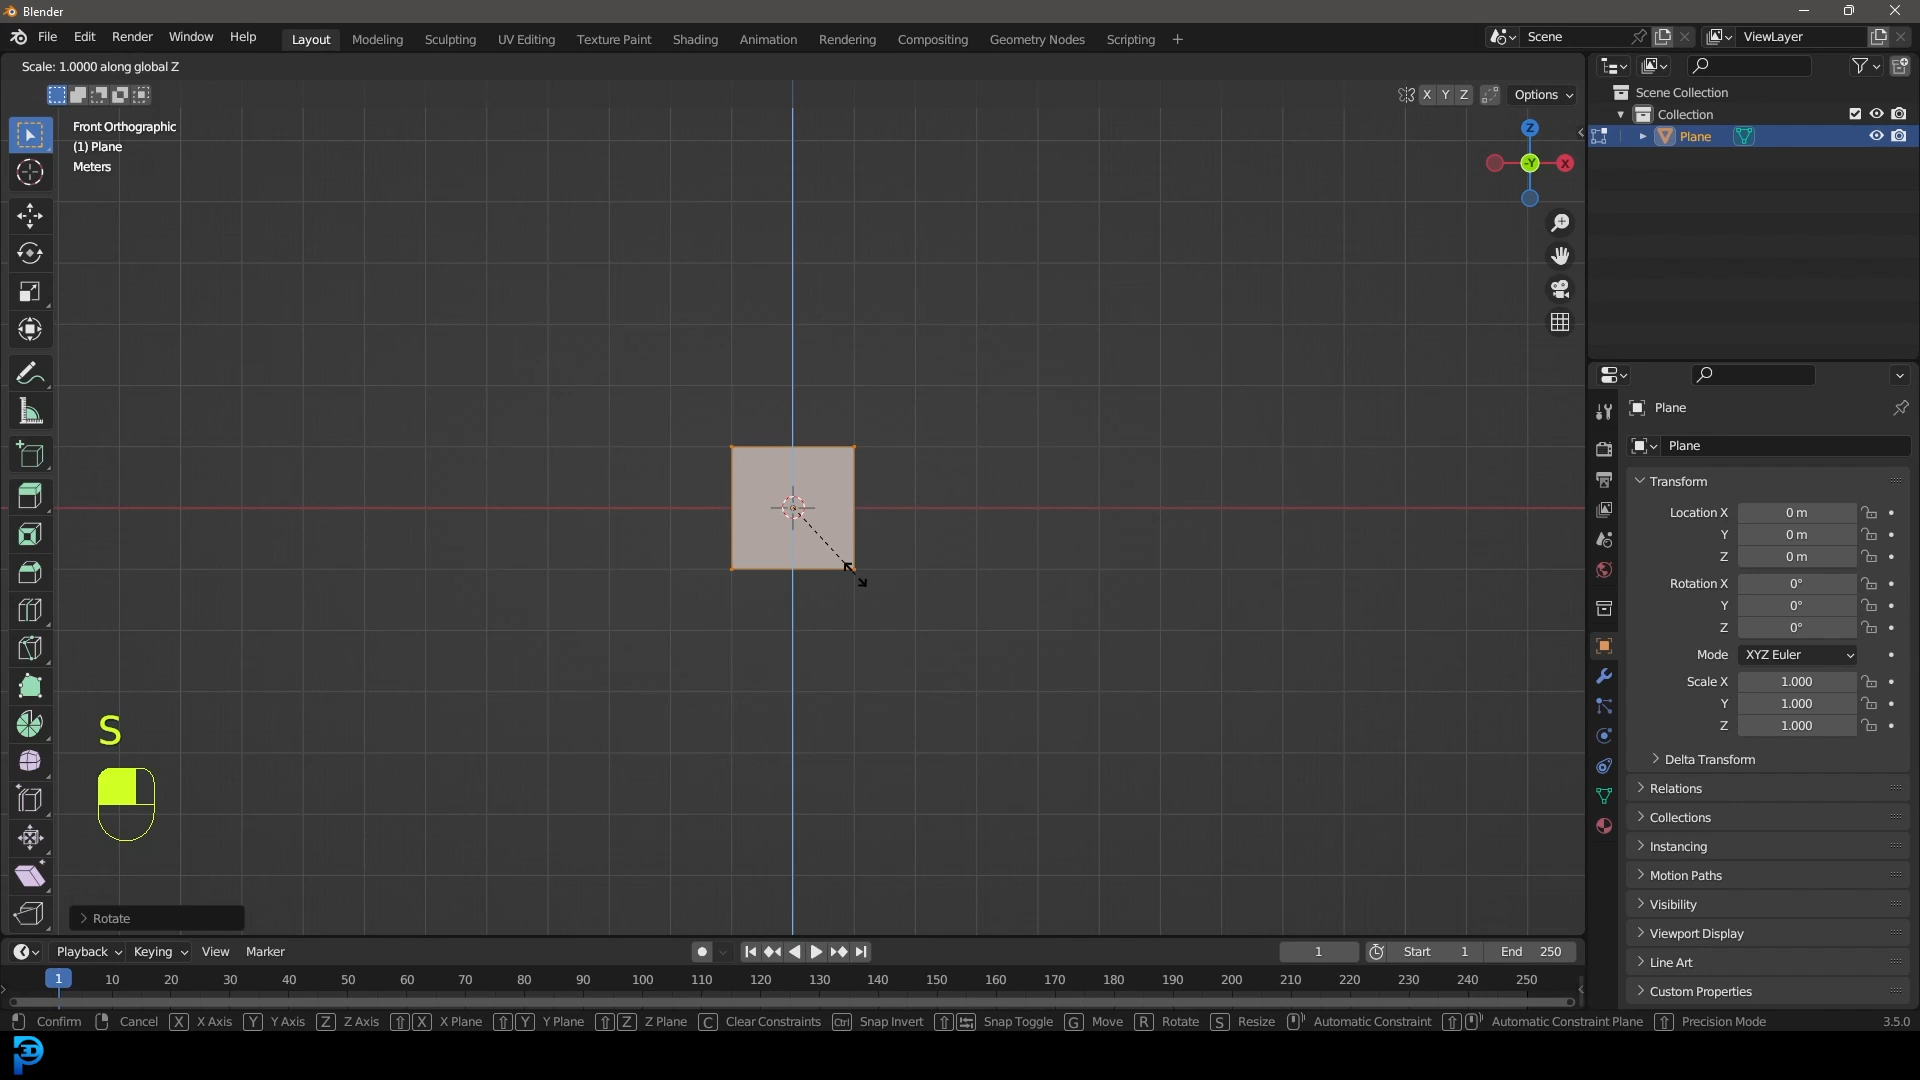 Blender
File Edit Render Window Help Layout Modeling Sculpting UV Editing Texture Paint Shading Animation Rendering Compositing Geometry Nodes Scripting + Scene ViewLayer
Scale: 1.0000 along global Z
X Y Z Options
Front Orthographic
(1) Plane
Meters
Z
-Y
X
Scene Collection
Collection
Plane
Plane
Plane
Transform
Location X 0 m
Y 0 m
Z 0 m
Rotation X 0°
Y 0°
Z 0°
Mode XYZ Euler
Scale X 1.000
Y 1.000
Z 1.000
Delta Transform
Relations
Collections
Instancing
Motion Paths
Visibility
Viewport Display
Line Art
Custom Properties
S
Rotate
Playback Keying View Marker 1 Start 1 End 250
1 10 20 30 40 50 60 70 80 90 100 110 120 130 140 150 160 170 180 190 200 210 220 230 240 250
Confirm Cancel X X Axis Y Y Axis Z Z Axis X X Plane Y Y Plane Z Z Plane C Clear Constraints Ctrl Snap Invert Snap Toggle G Move R Rotate S Resize Automatic Constraint Automatic Constraint Plane Precision Mode 3.5.0
3D